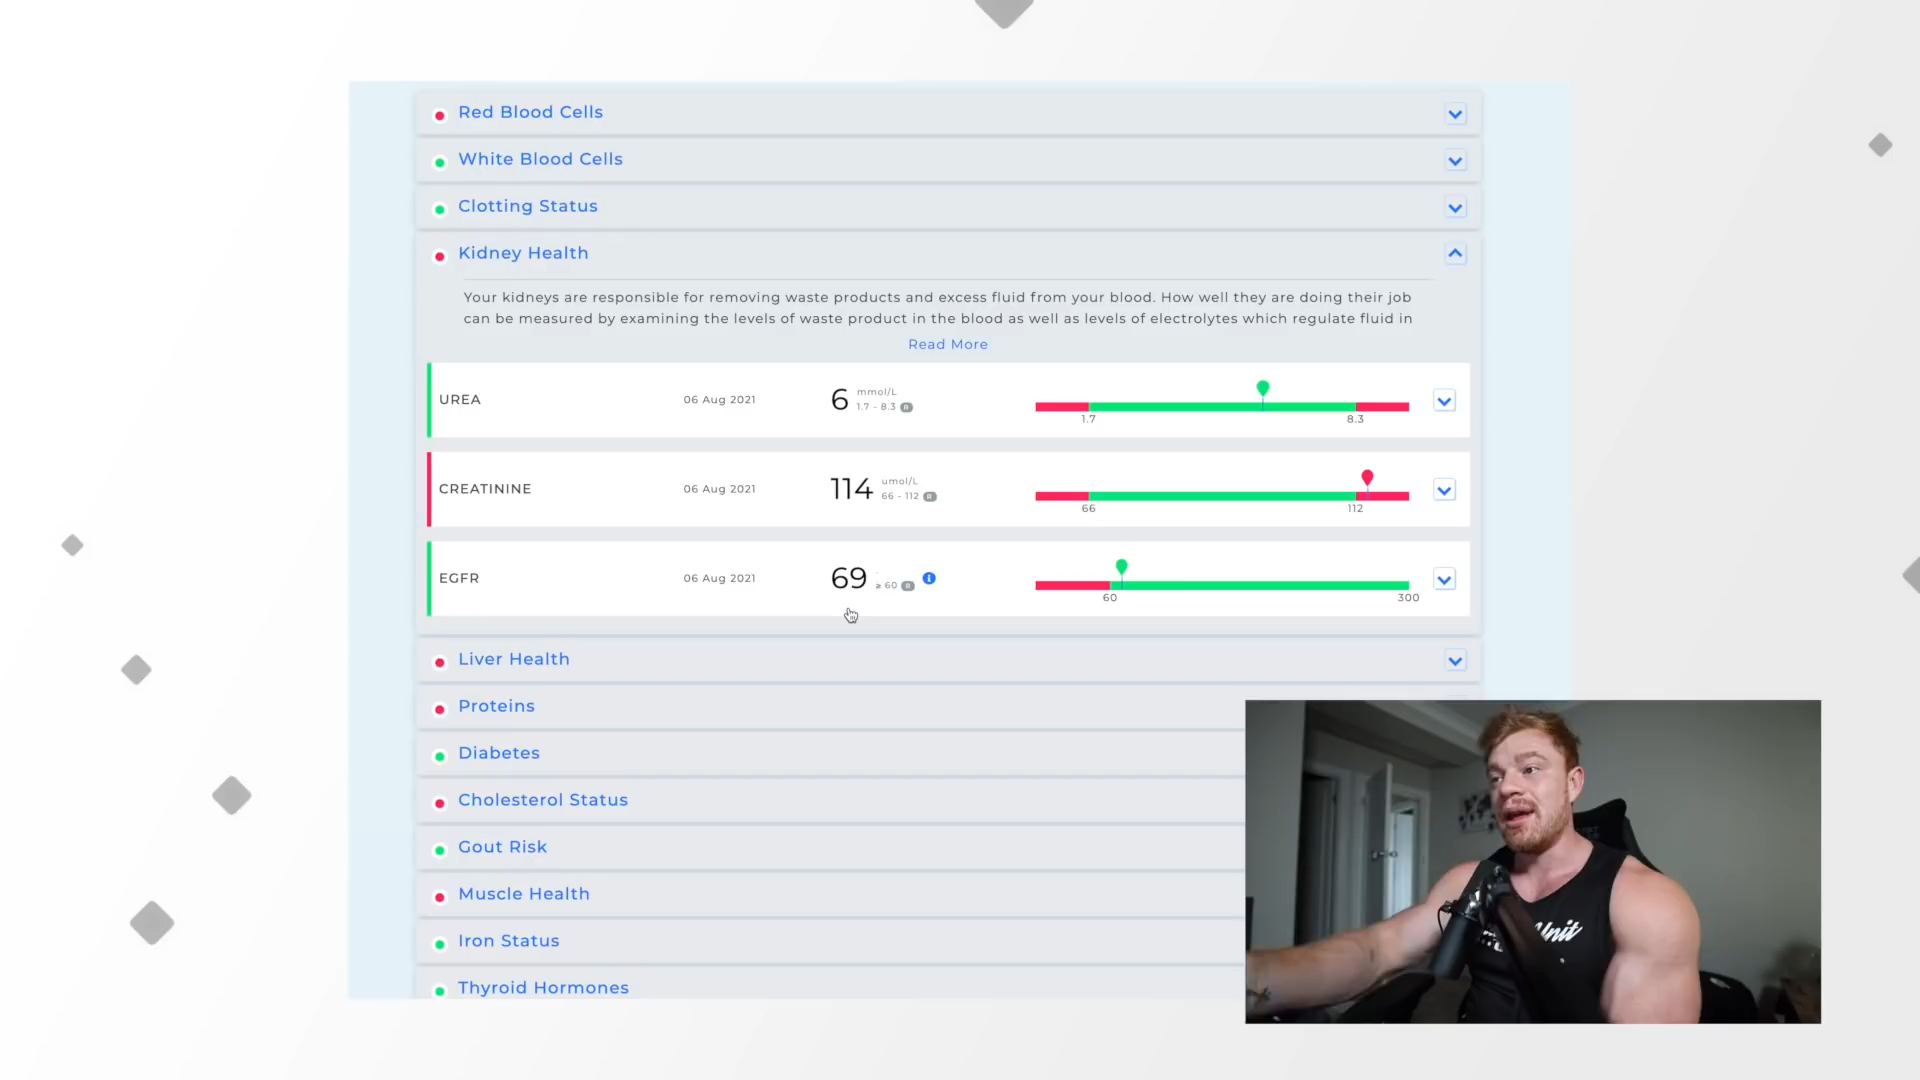 Red Blood Cells
White Blood Cells
Clotting Status
Kidney Health
Your kidneys are responsible for removing waste products and excess fluid from your blood. How well they are doing their job
can be measured by examining the levels of waste product in the blood as well as levels of electrolytes which regulate fluid in
Read More
UREA 06 Aug 2021 6 mmol/L
1.7 - 8.3 R
1.7 8.3
CREATININE 06 Aug 2021 114 umol/L
66 - 112 R
66 112
EGFR 06 Aug 2021 69
≥ 60 R i
60 300
Liver Health
Proteins
Diabetes
Cholesterol Status
Gout Risk
Muscle Health
Iron Status
Thyroid Hormones
Unit